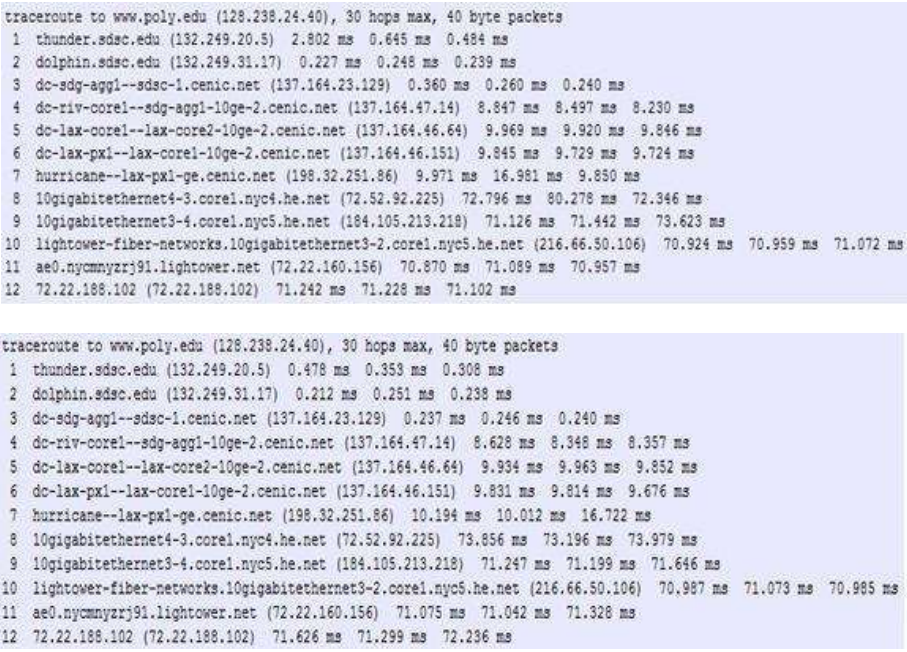 traceroute to www.poly.edu (128.238.24.40), 30 hops max, 40 byte packets
1 thunder.sdsc.edu (132.249.20.5) 2.802 ms 0.645 ms 0.484 ms
2 dolphin.sdsc.edu (132.249.31.17) 0.227 ms 0.248 ms 0.239 ms
3 dc-sdg-agg1--sdsc-1.cenic.net (137.164.23.129) 0.360 ms 0.260 ms 0.240 ms
4 dc-riv-core1--sdg-agg1-10ge-2.cenic.net (137.164.47.14) 8.847 ms 8.497 ms 8.230 ms
5 dc-lax-core1--lax-core2-10ge-2.cenic.net (137.164.46.64) 9.969 ms 9.920 ms 9.846 ms
6 dc-lax-px1--lax-core1-10ge-2.cenic.net (137.164.46.151) 9.845 ms 9.729 ms 9.724 ms
7 hurricane--lax-px1-ge.cenic.net (198.32.251.86) 9.971 ms 16.981 ms 9.850 ms
8 10gigabitethernet4-3.core1.nyc4.he.net (72.52.92.225) 72.796 ms 80.278 ms 72.346 ms
9 10gigabitethernet3-4.core1.nyc5.he.net (184.105.213.218) 71.126 ms 71.442 ms 73.623 ms
10 lightower-fiber-networks.10gigabitethernet3-2.core1.nyc5.he.net (216.66.50.106) 70.924 ms 70.959 ms 71.072 ms
11 ae0.nycmnyzrj91.lightower.net (72.22.160.156) 70.870 ms 71.089 ms 70.957 ms
12 72.22.188.102 (72.22.188.102) 71.242 ms 71.228 ms 71.102 ms
traceroute to www.poly.edu (128.238.24.40), 30 hops max, 40 byte packets
1 thunder.sdsc.edu (132.249.20.5) 0.478 ms 0.353 ms 0.308 ms
2 dolphin.sdsc.edu (132.249.31.17) 0.212 ms 0.251 ms 0.238 ms
3 dc-sdg-agg1--sdsc-1.cenic.net (137.164.23.129) 0.237 ms 0.246 ms 0.240 ms
4 dc-riv-core1--sdg-agg1-10ge-2.cenic.net (137.164.47.14) 8.628 ms 8.348 ms 8.357 ms
5 dc-lax-core1--lax-core2-10ge-2.cenic.net (137.164.46.64) 9.934 ms 9.963 ms 9.852 ms
6 dc-lax-px1--lax-core1-10ge-2.cenic.net (137.164.46.151) 9.831 ms 9.814 ms 9.676 ms
7 hurricane--lax-px1-ge.cenic.net (198.32.251.86) 10.194 ms 10.012 ms 16.722 ms
8 10gigabitethernet4-3.core1.nyc4.he.net (72.52.92.225) 73.856 ms 73.196 ms 73.979 ms
9 10gigabitethernet3-4.core1.nyc5.he.net (184.105.213.218) 71.247 ms 71.199 ms 71.646 ms
10 lightower-fiber-networks.10gigabitethernet3-2.core1.nyc5.he.net (216.66.50.106) 70.987 ms 71.073 ms 70.985 ms
11 ae0.nycmnyzrj91.lightower.net (72.22.160.156) 71.075 ms 71.042 ms 71.328 ms
12 72.22.188.102 (72.22.188.102) 71.626 ms 71.299 ms 72.236 ms